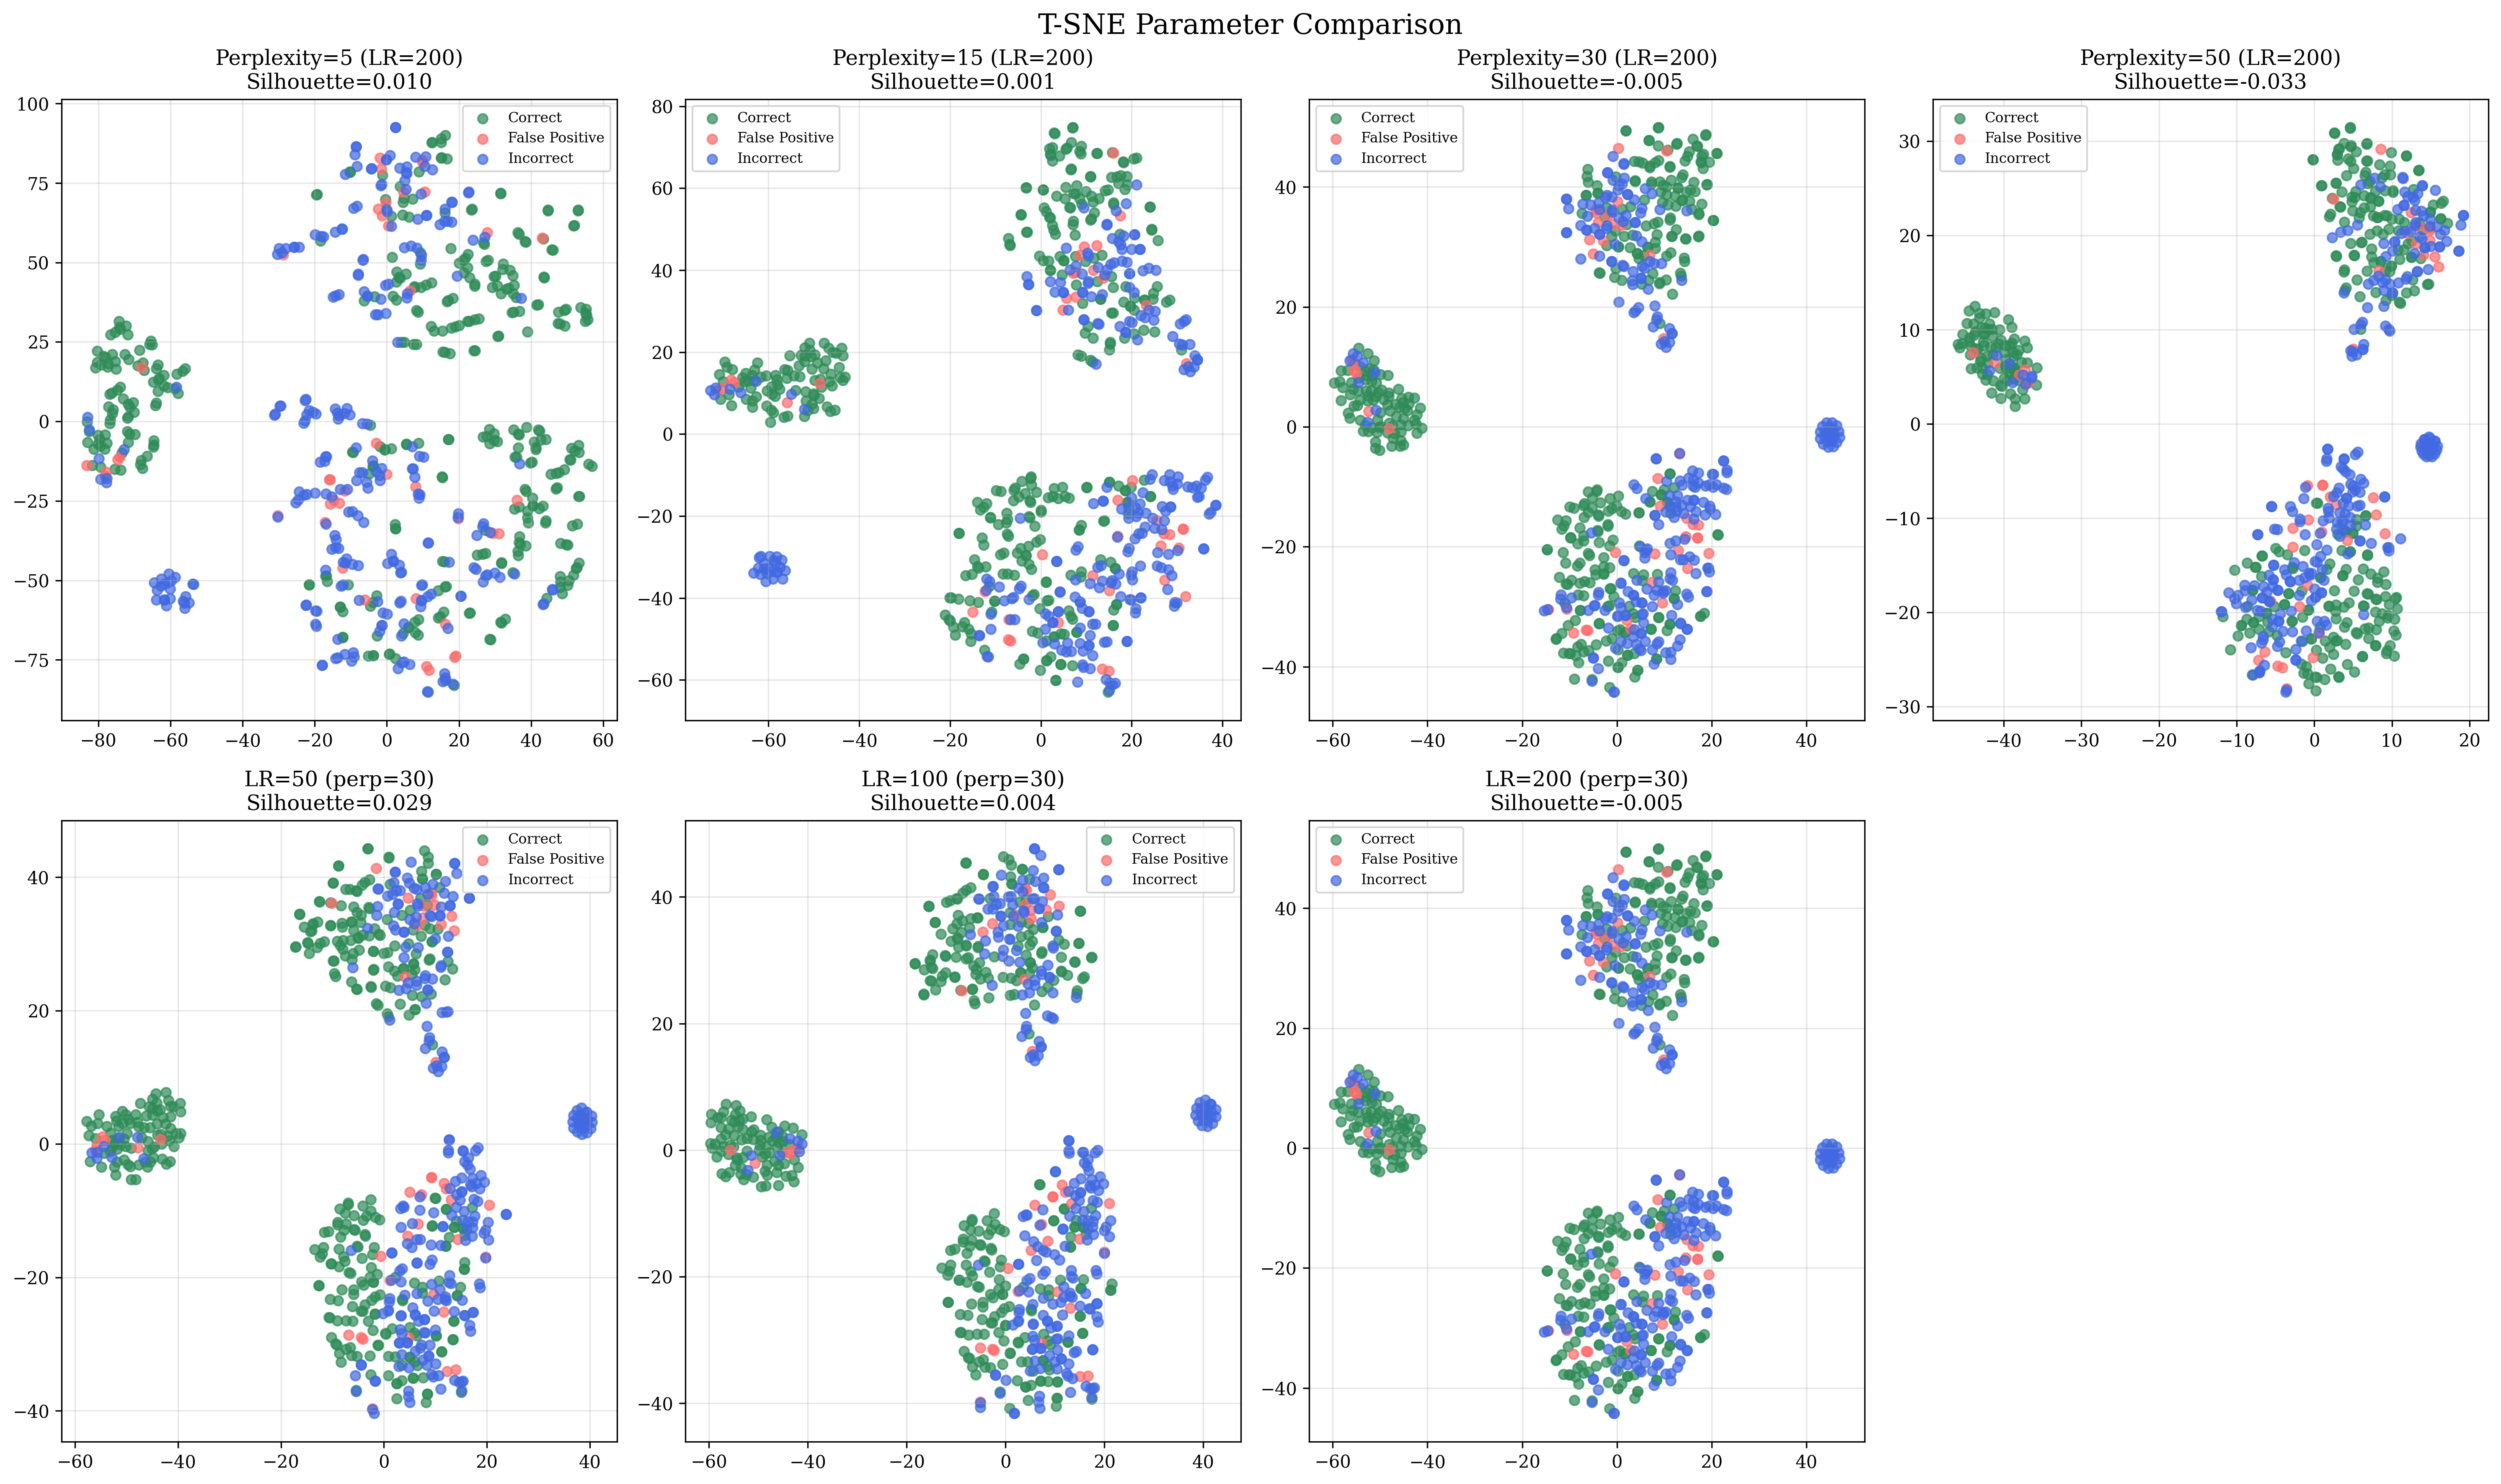 T-SNE Parameter Comparison
Perplexity=5 (LR=200)
Silhouette=0.010
Correct
False Positive
Incorrect
100
75
50
25
0
−25
−50
−75
−80 −60 −40 −20 0 20 40 60
Perplexity=15 (LR=200)
Silhouette=0.001
Correct
False Positive
Incorrect
80
60
40
20
0
−20
−40
−60
−60 −40 −20 0 20 40
Perplexity=30 (LR=200)
Silhouette=-0.005
Correct
False Positive
Incorrect
40
20
0
−20
−40
−60 −40 −20 0 20 40
Perplexity=50 (LR=200)
Silhouette=-0.033
Correct
False Positive
Incorrect
30
20
10
0
−10
−20
−30
−40 −30 −20 −10 0 10 20
LR=50 (perp=30)
Silhouette=0.029
Correct
False Positive
Incorrect
40
20
0
−20
−40
−60 −40 −20 0 20 40
LR=100 (perp=30)
Silhouette=0.004
Correct
False Positive
Incorrect
40
20
0
−20
−40
−60 −40 −20 0 20 40
LR=200 (perp=30)
Silhouette=-0.005
Correct
False Positive
Incorrect
40
20
0
−20
−40
−60 −40 −20 0 20 40